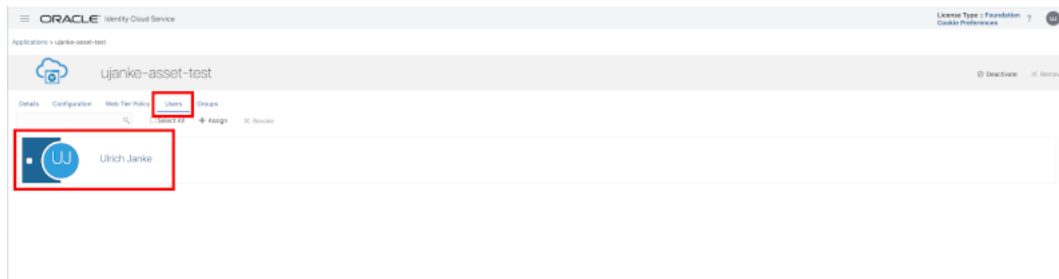 ORACLE Identity Cloud Service
License Type : Foundation
Cookie Preferences
?
Applications > ujanke-asset-test
ujanke-asset-test
Deactivate
Details Configuration Web Tier Policy Users Groups
Select All + Assign Revoke
UJ Ulrich Janke